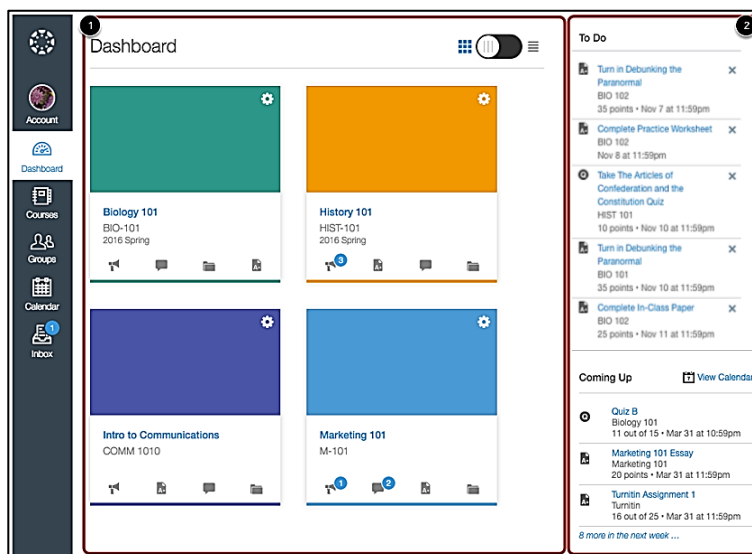 1
2
Account
Dashboard
Courses
Groups
Calendar
1
Inbox
Dashboard
Biology 101
BIO-101
2016 Spring
History 101
HIST-101
2016 Spring
3
Intro to Communications
COMM 1010
Marketing 101
M-101
1
2
To Do
Turn in Debunking the
Paranormal
BIO 102
35 points • Nov 7 at 11:59pm
Complete Practice Worksheet
BIO 102
Nov 8 at 11:59pm
Take The Articles of
Confederation and the
Constitution Quiz
HIST 101
10 points • Nov 10 at 11:59pm
Turn in Debunking the
Paranormal
BIO 101
35 points • Nov 10 at 11:59pm
Complete In-Class Paper
BIO 102
25 points • Nov 11 at 11:59pm
Coming Up
View Calendar
Quiz B
Biology 101
11 out of 15 • Mar 31 at 10:59pm
Marketing 101 Essay
Marketing 101
20 points • Mar 31 at 11:59pm
Turnitin Assignment 1
Turnitin
16 out of 25 • Mar 31 at 11:59pm
8 more in the next week ...